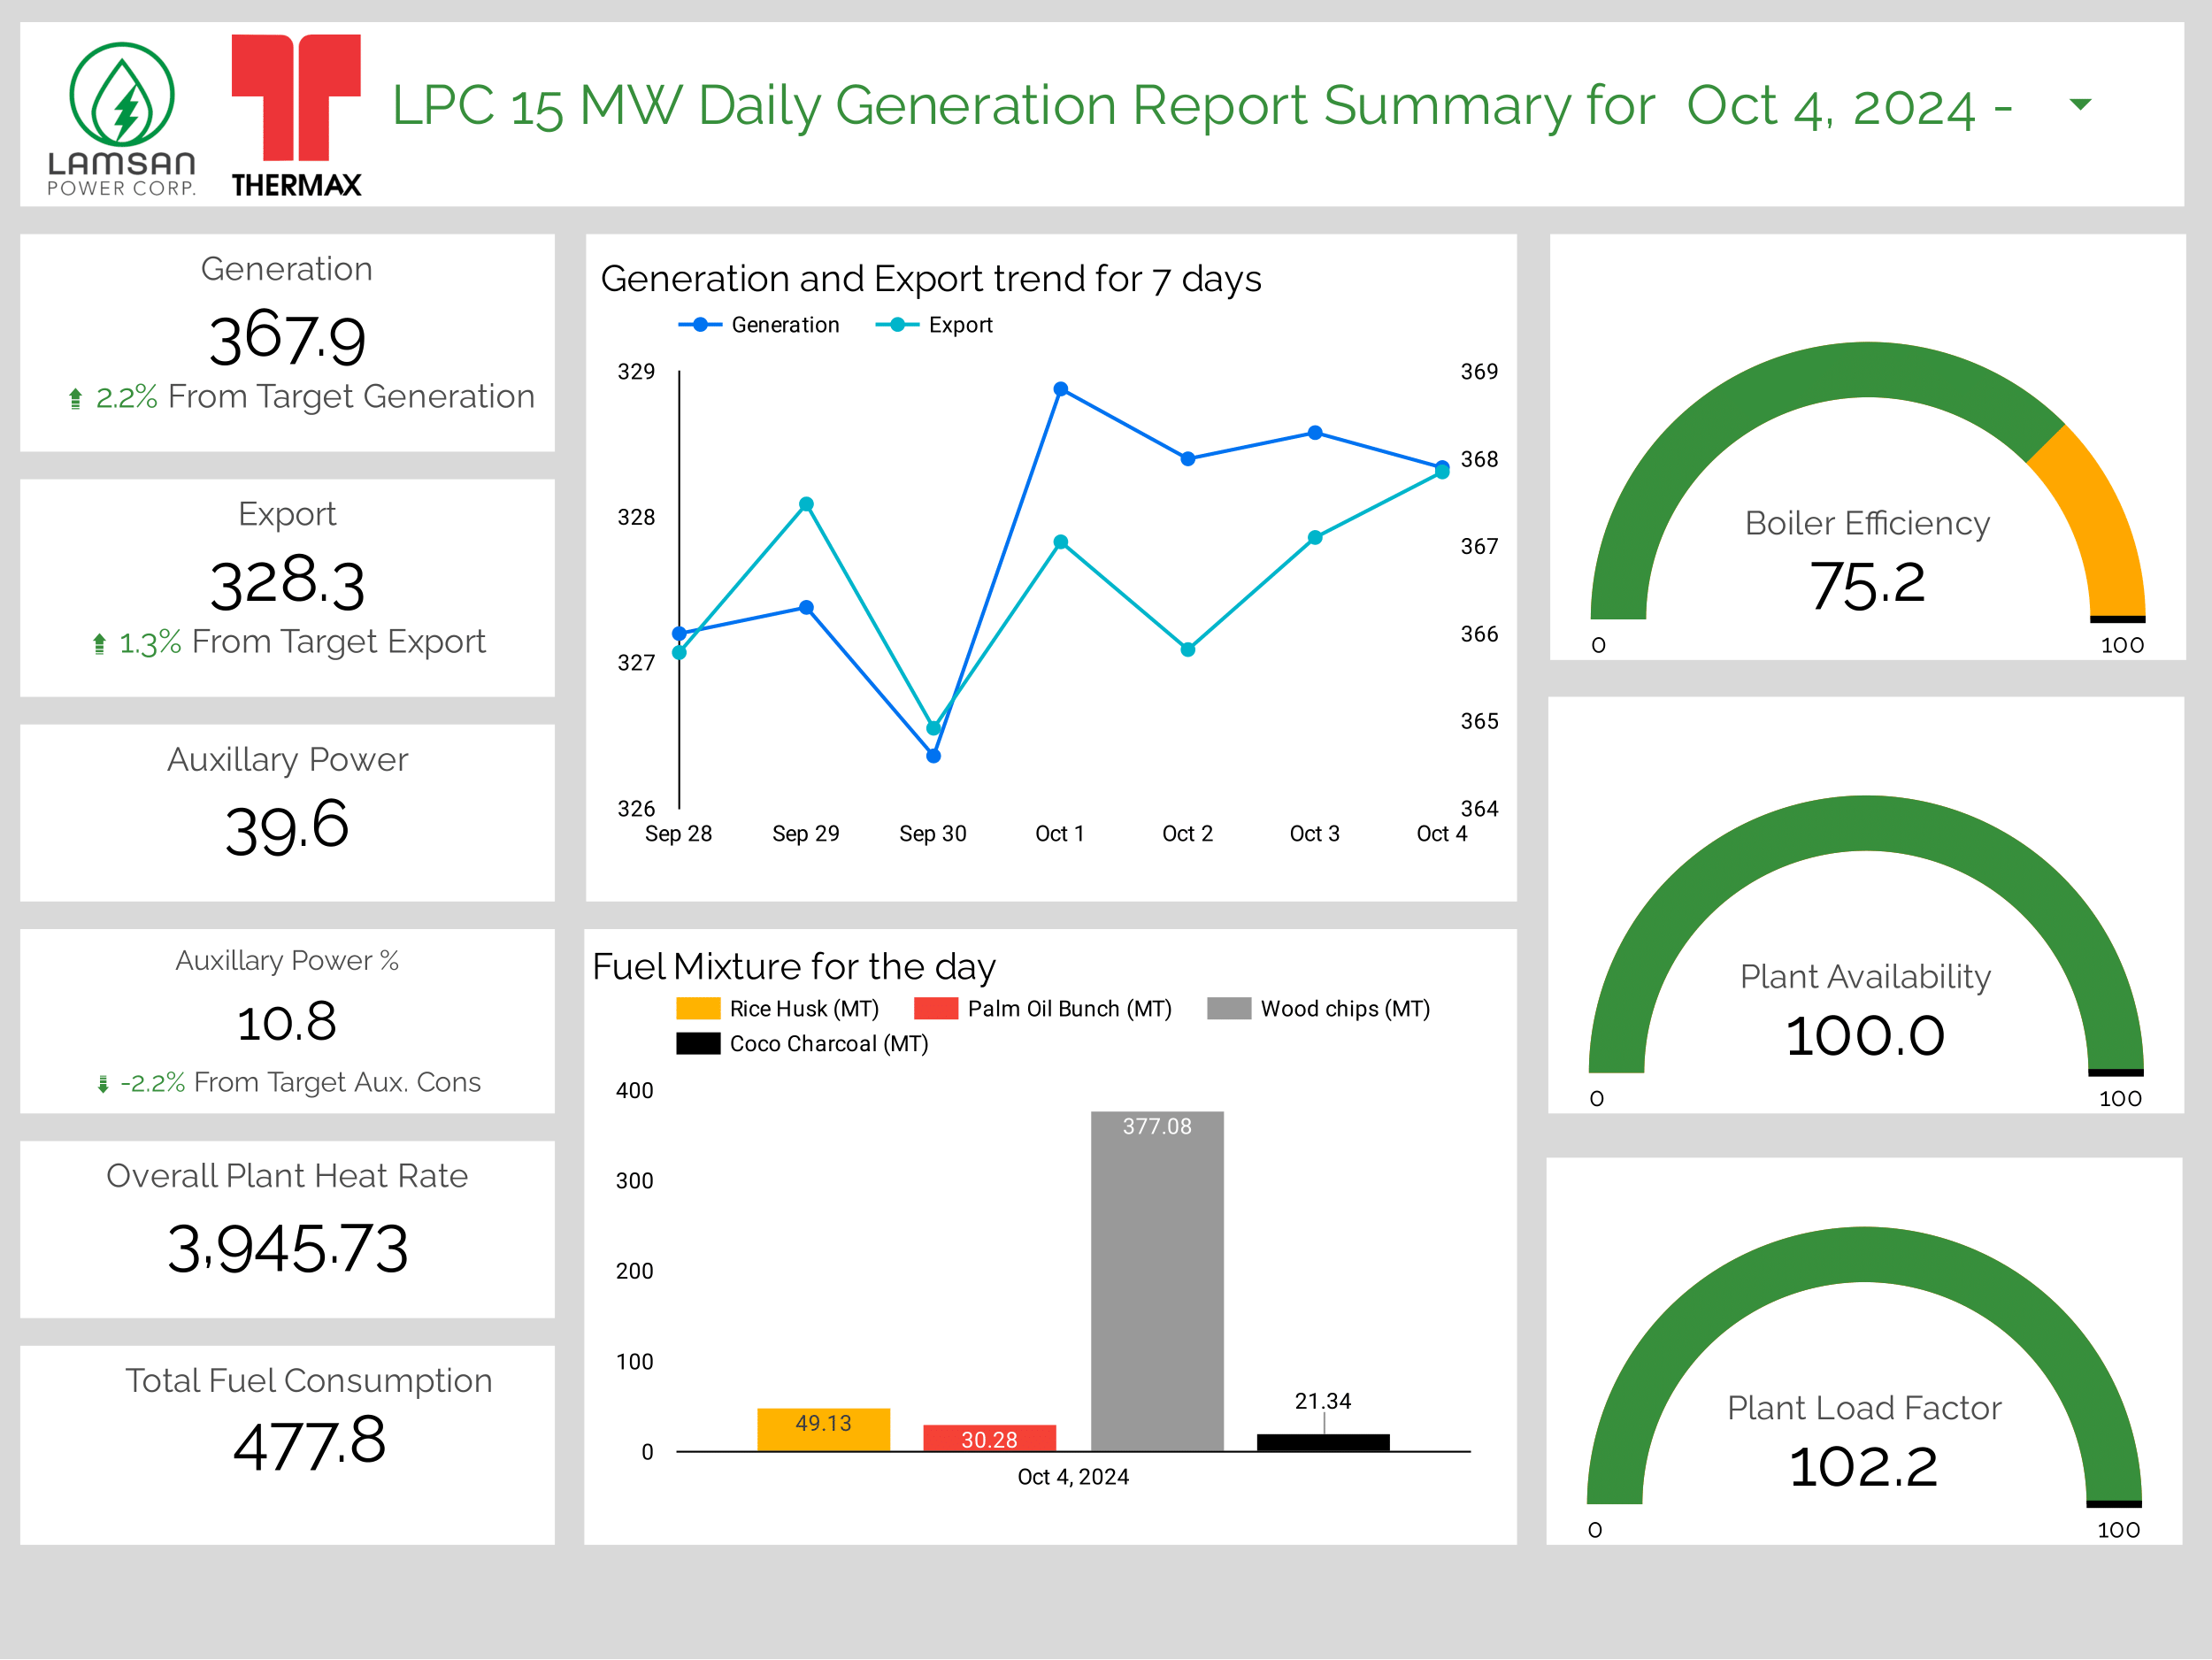 LAMSAN
POWER CORP.
THERMAX
LPC 15 MW Daily Generation Report Summary for Oct 4, 2024 -
Generation
367.9
2.2% From Target Generation
Export
328.3
1.3% From Target Export
Auxillary Power
39.6
Auxillary Power %
10.8
-2.2% From Target Aux. Cons
Overall Plant Heat Rate
3,945.73
Total Fuel Consumption
477.8
Generation and Export trend for 7 days
Generation Export
329 369
368
328
367
366
327
365
326 364
Sep 28 Sep 29 Sep 30 Oct 1 Oct 2 Oct 3 Oct 4
Fuel Mixture for the day
Rice Husk (MT) Palm Oil Bunch (MT) Wood chips (MT)
Coco Charcoal (MT)
400
377.08
300
200
100
21.34
49.13
30.28
0
Oct 4, 2024
Boiler Efficiency
75.2
0 100
Plant Availability
100.0
0 100
Plant Load Factor
102.2
0 100